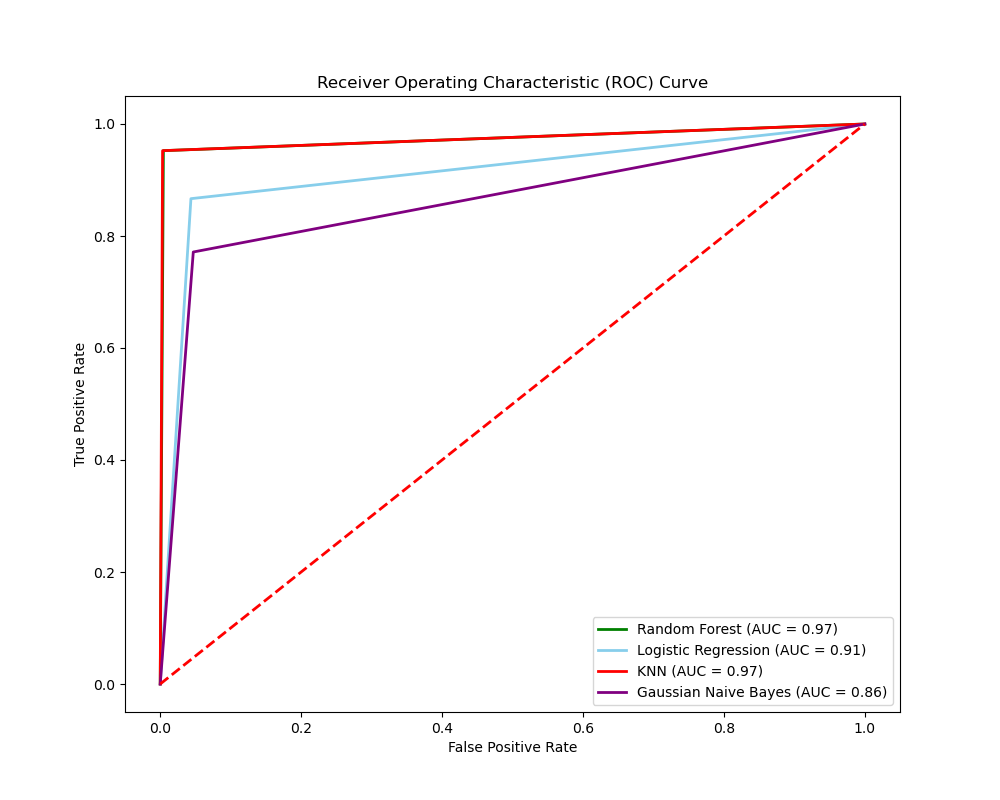 Receiver Operating Characteristic (ROC) Curve
1.0
0.8
0.6
0.4
0.2
0.0
True Positive Rate
Random Forest (AUC = 0.97)
Logistic Regression (AUC = 0.91)
KNN (AUC = 0.97)
Gaussian Naive Bayes (AUC = 0.86)
0.0 0.2 0.4 0.6 0.8 1.0
False Positive Rate